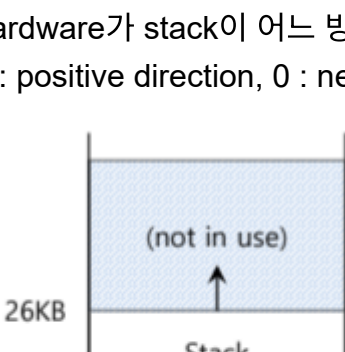 ardware가 stack이 어느
: positive direction, 0 : ne
(not in use)
26KB
Stack